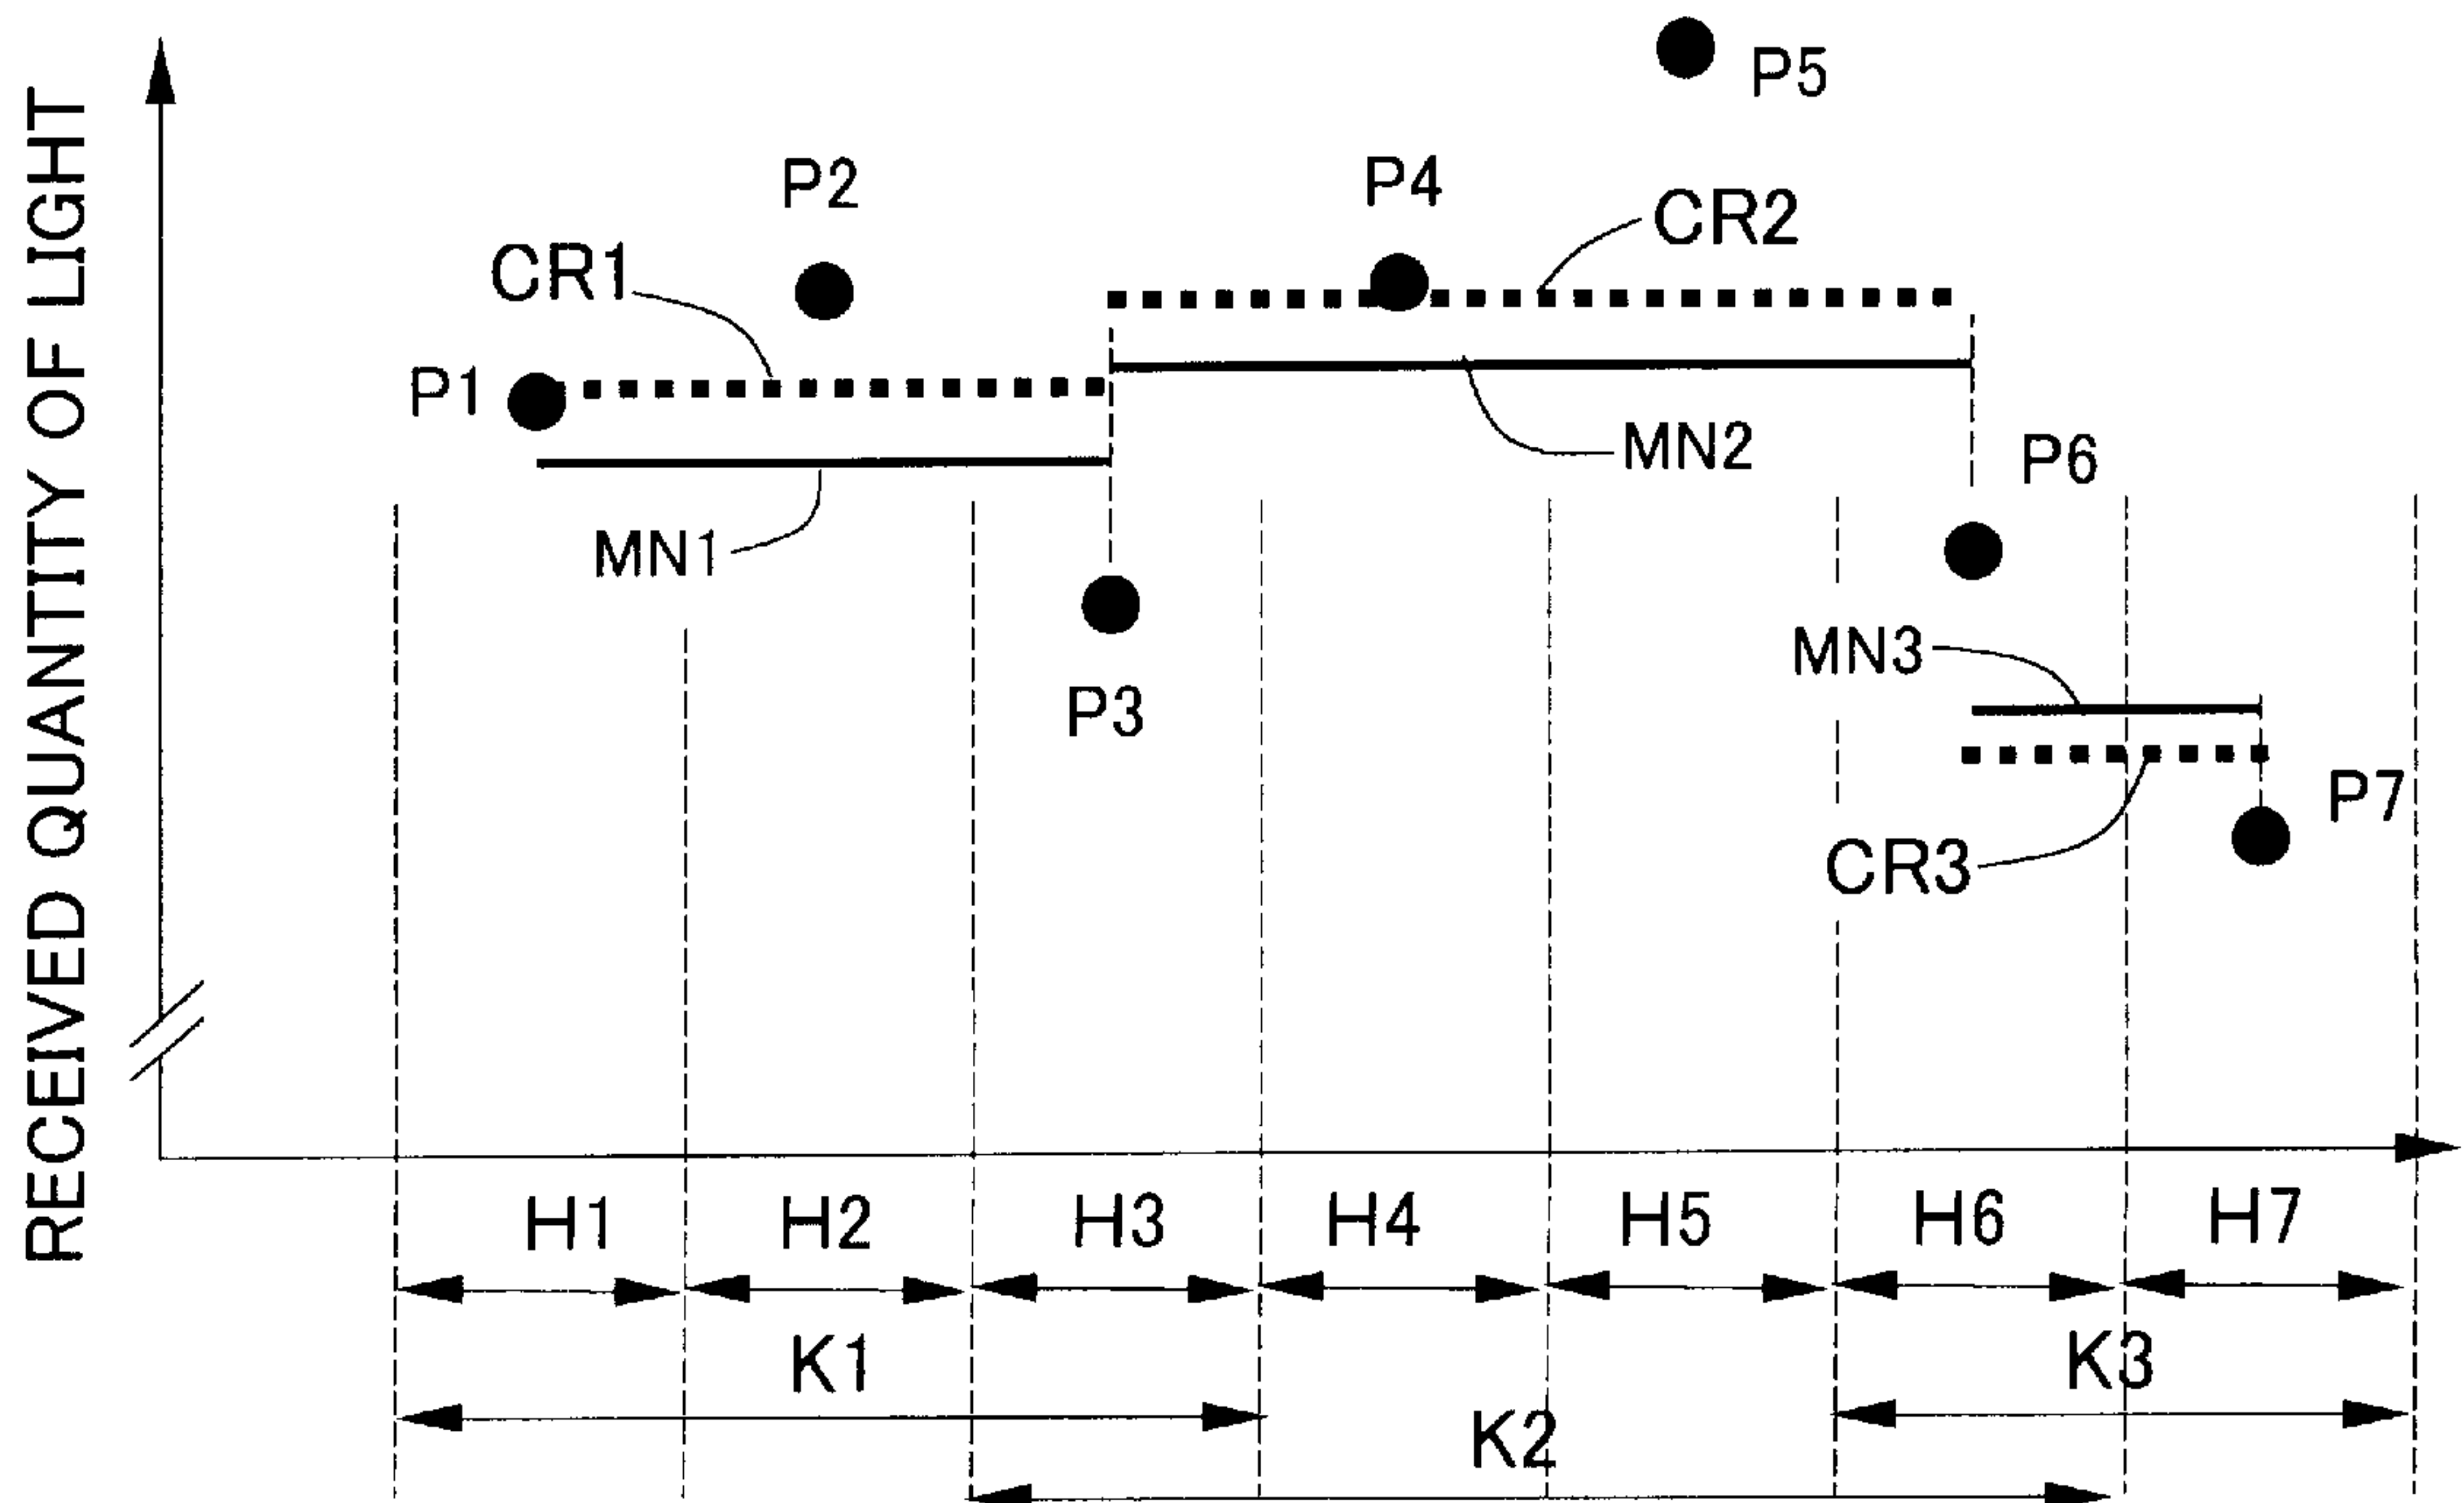 RECEIVED QUANTITY OF LIGHT
P5
P2
P4
CR2
CR1
P1
MN2
P6
MN1
MN3
P3
P7
CR3
H1 H2 H3 H4 H5 H6 H7
K1 K3
K2